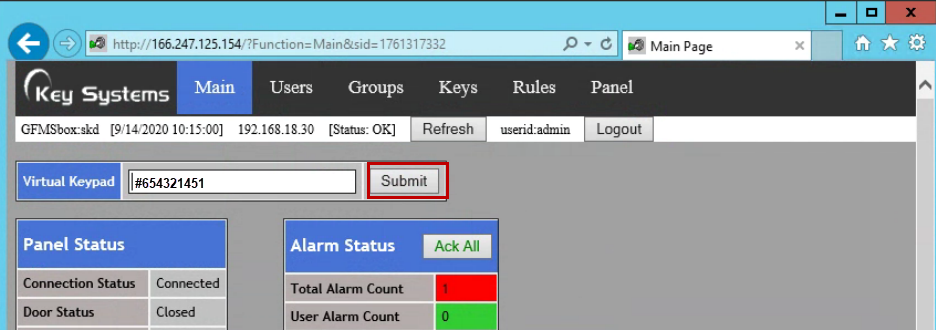 http://166.247.125.154/?Function=Main&sid=1761317332 Main Page
Key Systems Main Users Groups Keys Rules Panel
GFMSbox:skd [9/14/2020 10:15:00] 192.168.18.30 [Status: OK] Refresh userid:admin Logout
Virtual Keypad #654321451 Submit
Panel Status
Connection Status Connected
Door Status Closed
Alarm Status Ack All
Total Alarm Count 1
User Alarm Count 0